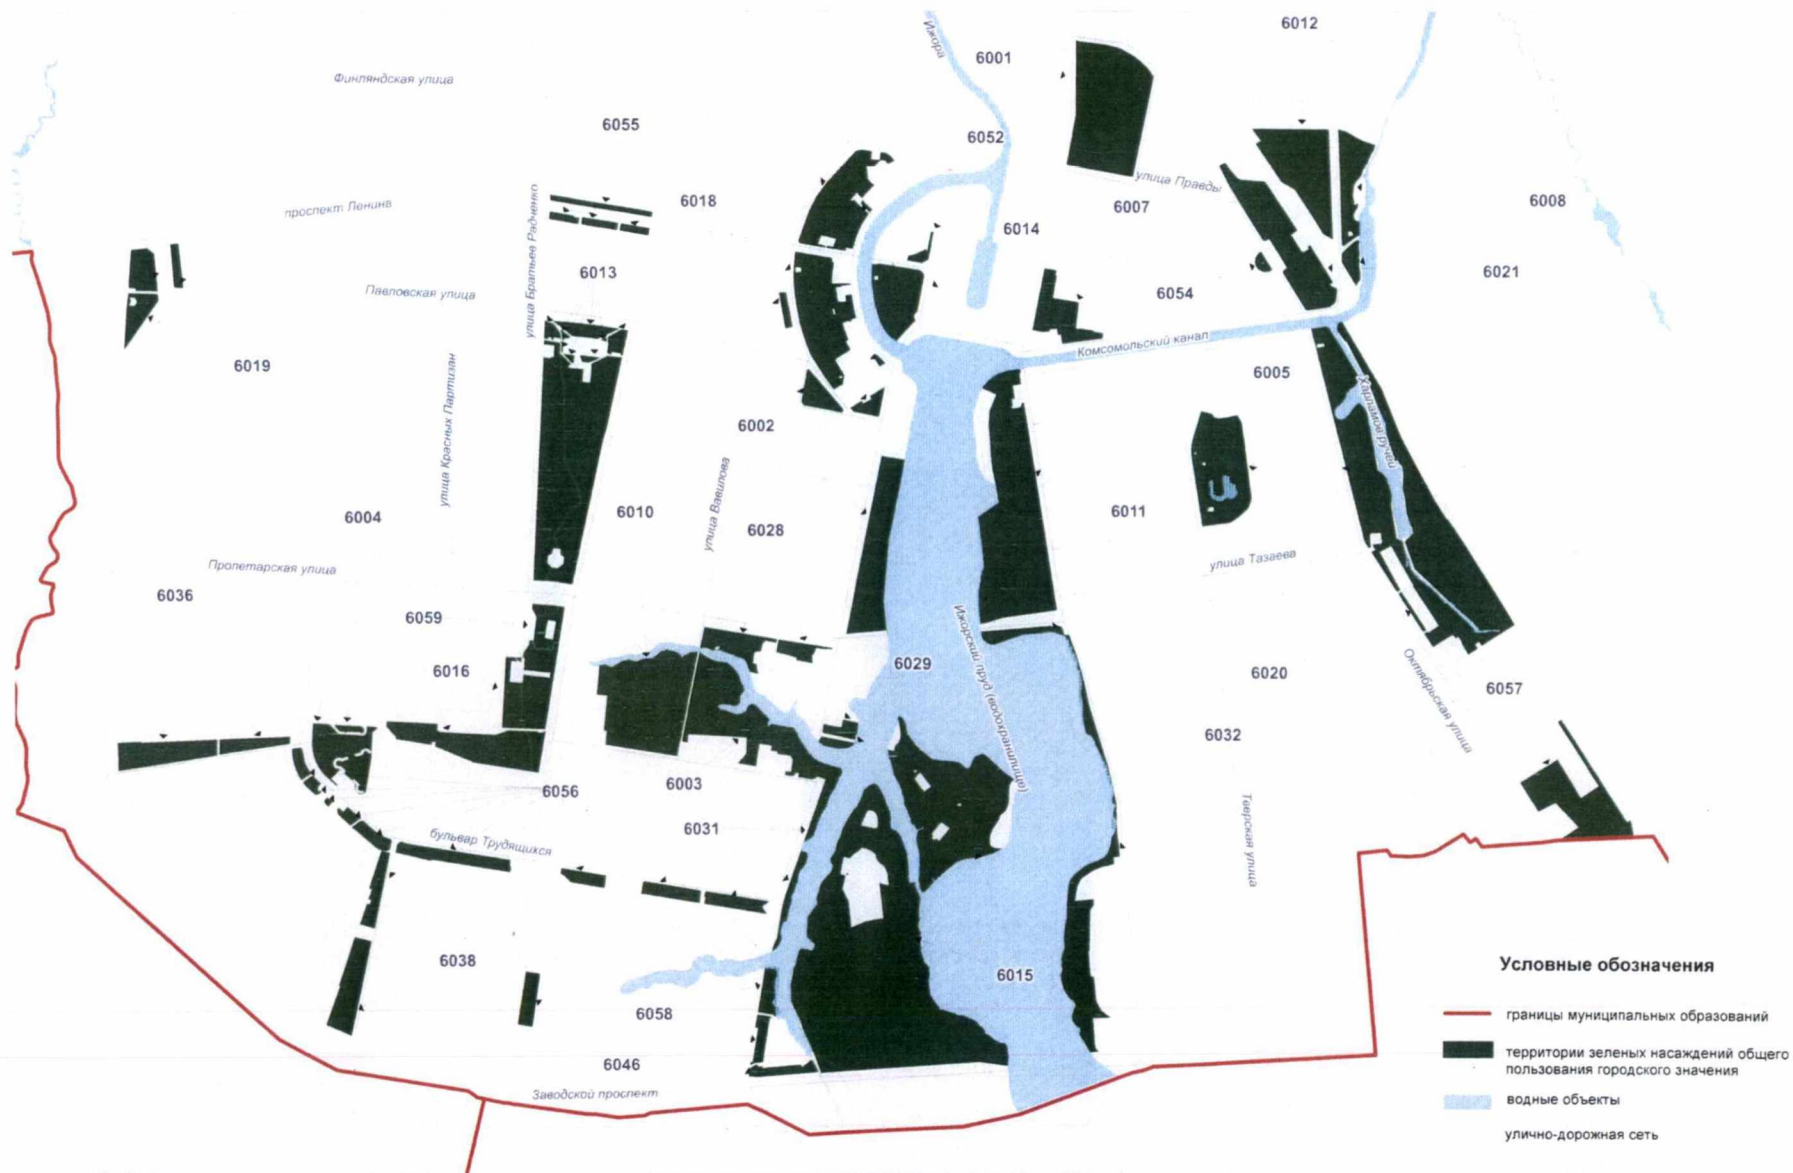 6012
Ижора
6001
Финляндская улица
6055
6052
улица Правды
6018
6007
6008
проспект Ленина
6014
улица Братьев Радченко
6013
6021
Павловская улица
6054
Комсомольский канал
6019
6005
улица Красных Партизан
6002
Харламов ручей
улица Вавилова
6004
6010
6028
6011
Пролетарская улица
улица Тазаева
6036
6059
6016
6029
Ижорский пруд (водохранилище)
6020
Октябрьская улица
6057
6032
6056
6003
6031
бульвар Трудящихся
Тверская улица
6038
6015
6058
6046
Заводской проспект
Условные обозначения
границы муниципальных образований
территории зеленых насаждений общего
пользования городского значения
водные объекты
улично-дорожная сеть